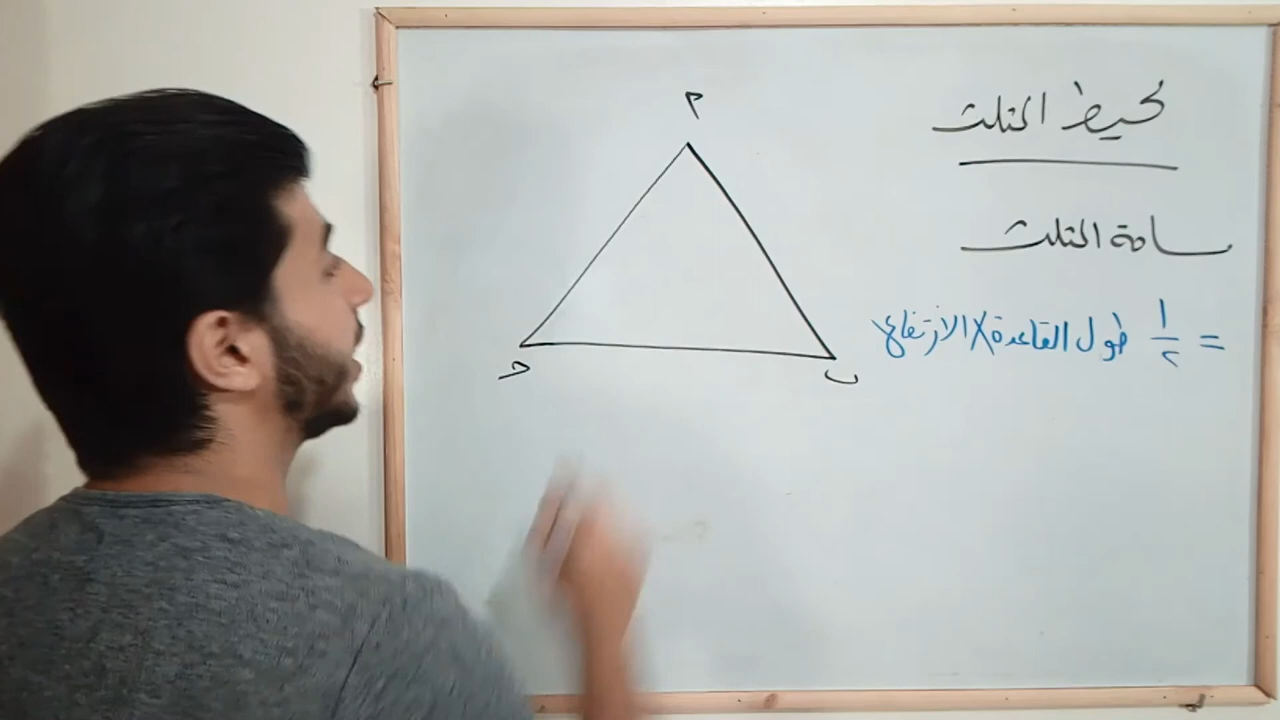 محيط المثلث
مساحة المثلث
= ١/٢ طول القاعدة × الارتفاع
م
ح
ب